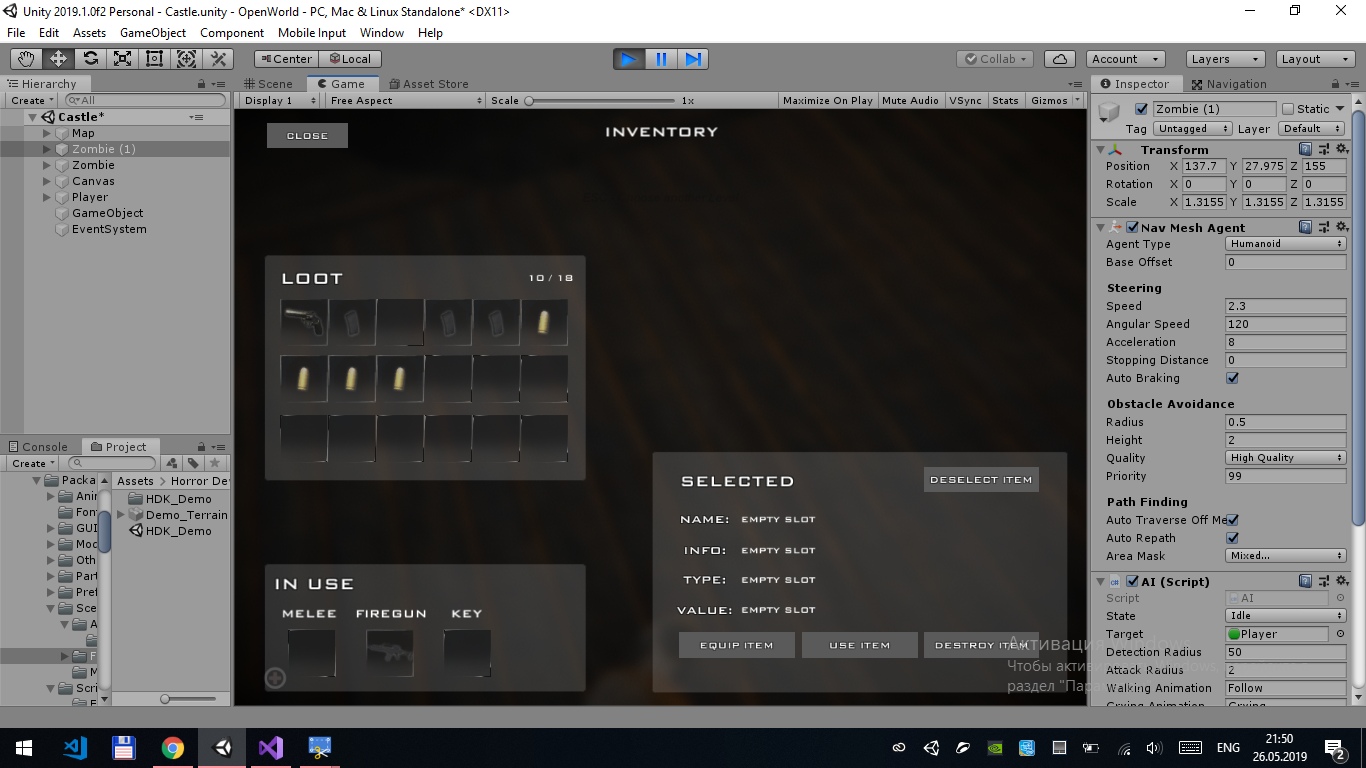 Unity 2019.1.0f2 Personal - Castle.unity - OpenWorld - PC, Mac & Linux Standalone* <DX11>
File Edit Assets GameObject Component Mobile Input Window Help
Center Local Collab Account Layers Layout
Hierarchy
Create All
Castle*
Map
Zombie (1)
Zombie
Canvas
Player
GameObject
EventSystem
Console Project
Create
Packa
Anir
Fon
GUI
Mod
Oth
Part
Pref
Sce
A
F
M
Scri
Assets > Horror De
HDK_Demo
Demo_Terrain
HDK_Demo
Scene Game Asset Store
Display 1 Free Aspect Scale 1x Maximize On Play Mute Audio VSync Stats Gizmos
CLOSE
INVENTORY
LOOT 10 / 18
IN USE
MELEE FIREGUN KEY
SELECTED DESELECT ITEM
NAME: EMPTY SLOT
INFO: EMPTY SLOT
TYPE: EMPTY SLOT
VALUE: EMPTY SLOT
EQUIP ITEM USE ITEM DESTROY ITEM
Активация Windows
Чтобы активировать Windows,
раздел "Пара
Inspector Navigation
Zombie (1) Static
Tag Untagged Layer Default
Transform
Position X 137.7 Y 27.975 Z 155
Rotation X 0 Y 0 Z 0
Scale X 1.3155 Y 1.3155 Z 1.3155
Nav Mesh Agent
Agent Type Humanoid
Base Offset 0
Steering
Speed 2.3
Angular Speed 120
Acceleration 8
Stopping Distance 0
Auto Braking
Obstacle Avoidance
Radius 0.5
Height 2
Quality High Quality
Priority 99
Path Finding
Auto Traverse Off Me
Auto Repath
Area Mask Mixed...
AI (Script)
Script AI
State Idle
Target Player
Detection Radius 50
Attack Radius 2
Walking Animation Follow
Crying Animation Crying
ENG
21:50
26.05.2019
2